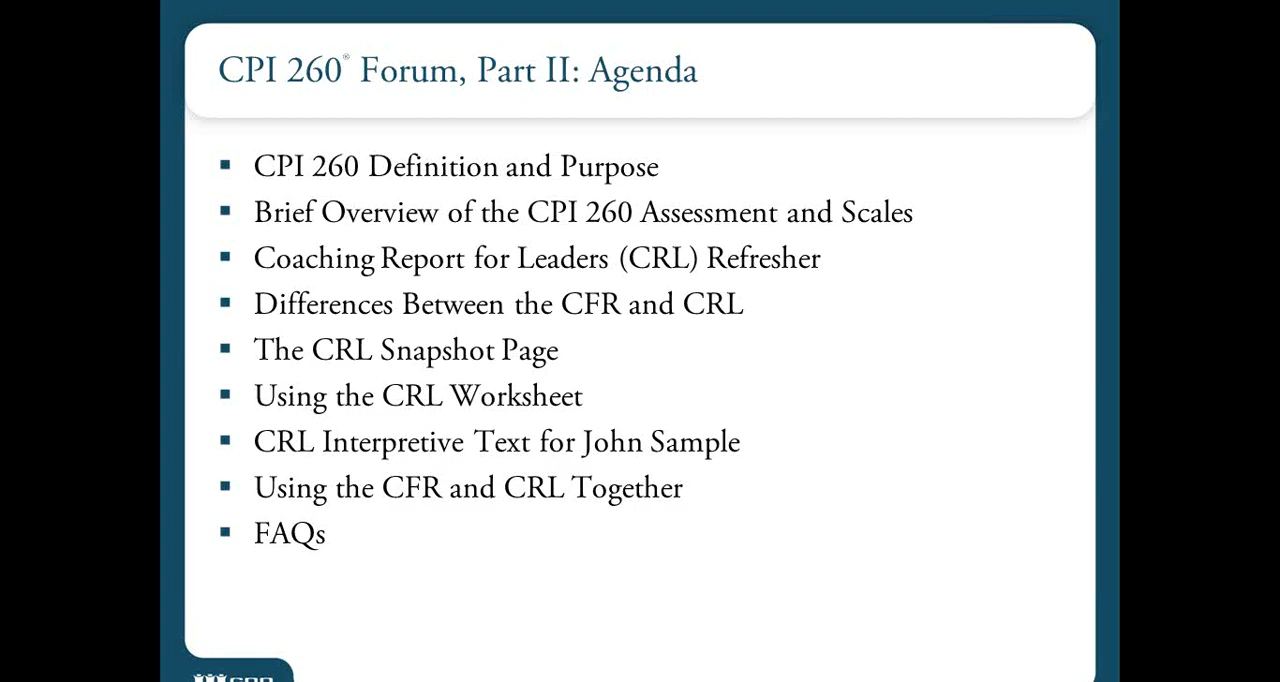 CPI 260® Forum, Part II: Agenda
▪ CPI 260 Definition and Purpose
▪ Brief Overview of the CPI 260 Assessment and Scales
▪ Coaching Report for Leaders (CRL) Refresher
▪ Differences Between the CFR and CRL
▪ The CRL Snapshot Page
▪ Using the CRL Worksheet
▪ CRL Interpretive Text for John Sample
▪ Using the CFR and CRL Together
▪ FAQs